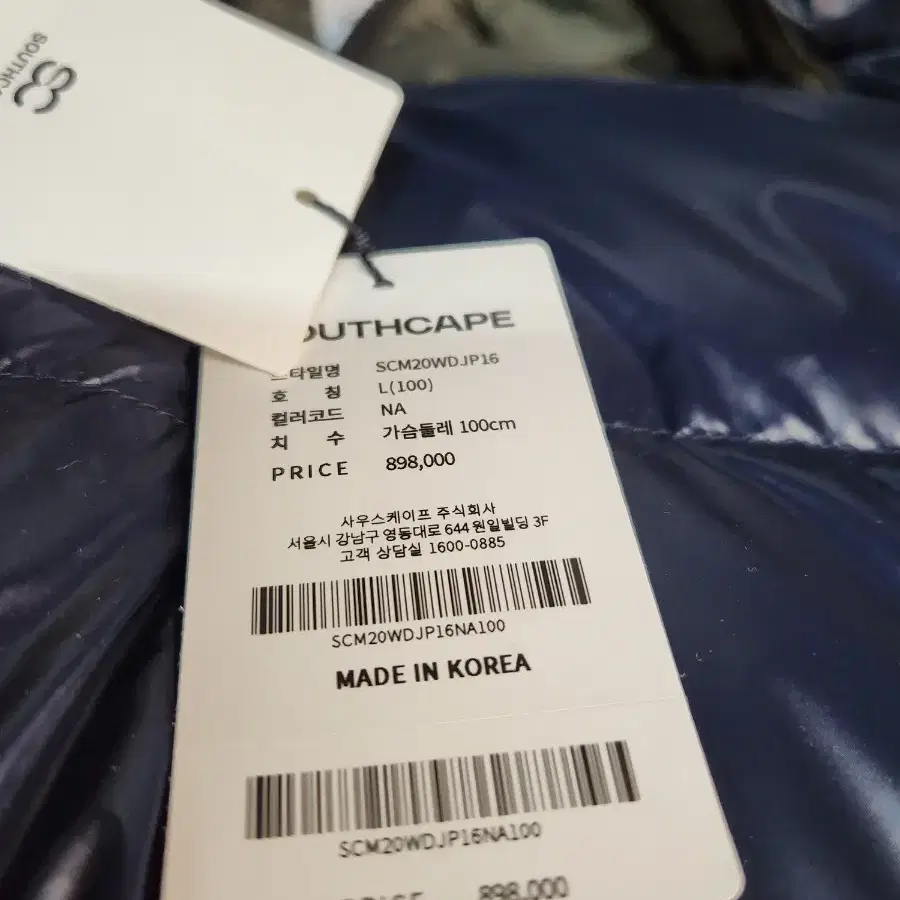 SOUTHCA
OUTHCAPE
스타일명 SCM20WDJP16
호 칭 L(100)
컬러코드 NA
치 수 가슴둘레 100cm
PRICE 898,000
사우스케이프 주식회사
서울시 강남구 영동대로 644 원일빌딩 3F
고객 상담실 1600-0885
SCM20WDJP16NA100
MADE IN KOREA
SCM20WDJP16NA100
PRICE 898,000